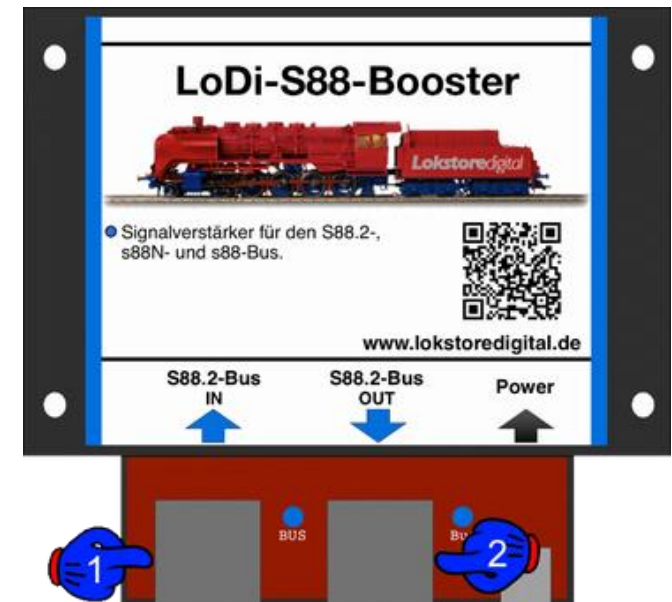 LoDi-S88-Booster
Lokstoredigital
Signalverstärker für den S88.2-,
s88N- und s88-Bus.
www.lokstoredigital.de
S88.2-Bus
IN
S88.2-Bus
OUT
Power
BUS
1
2